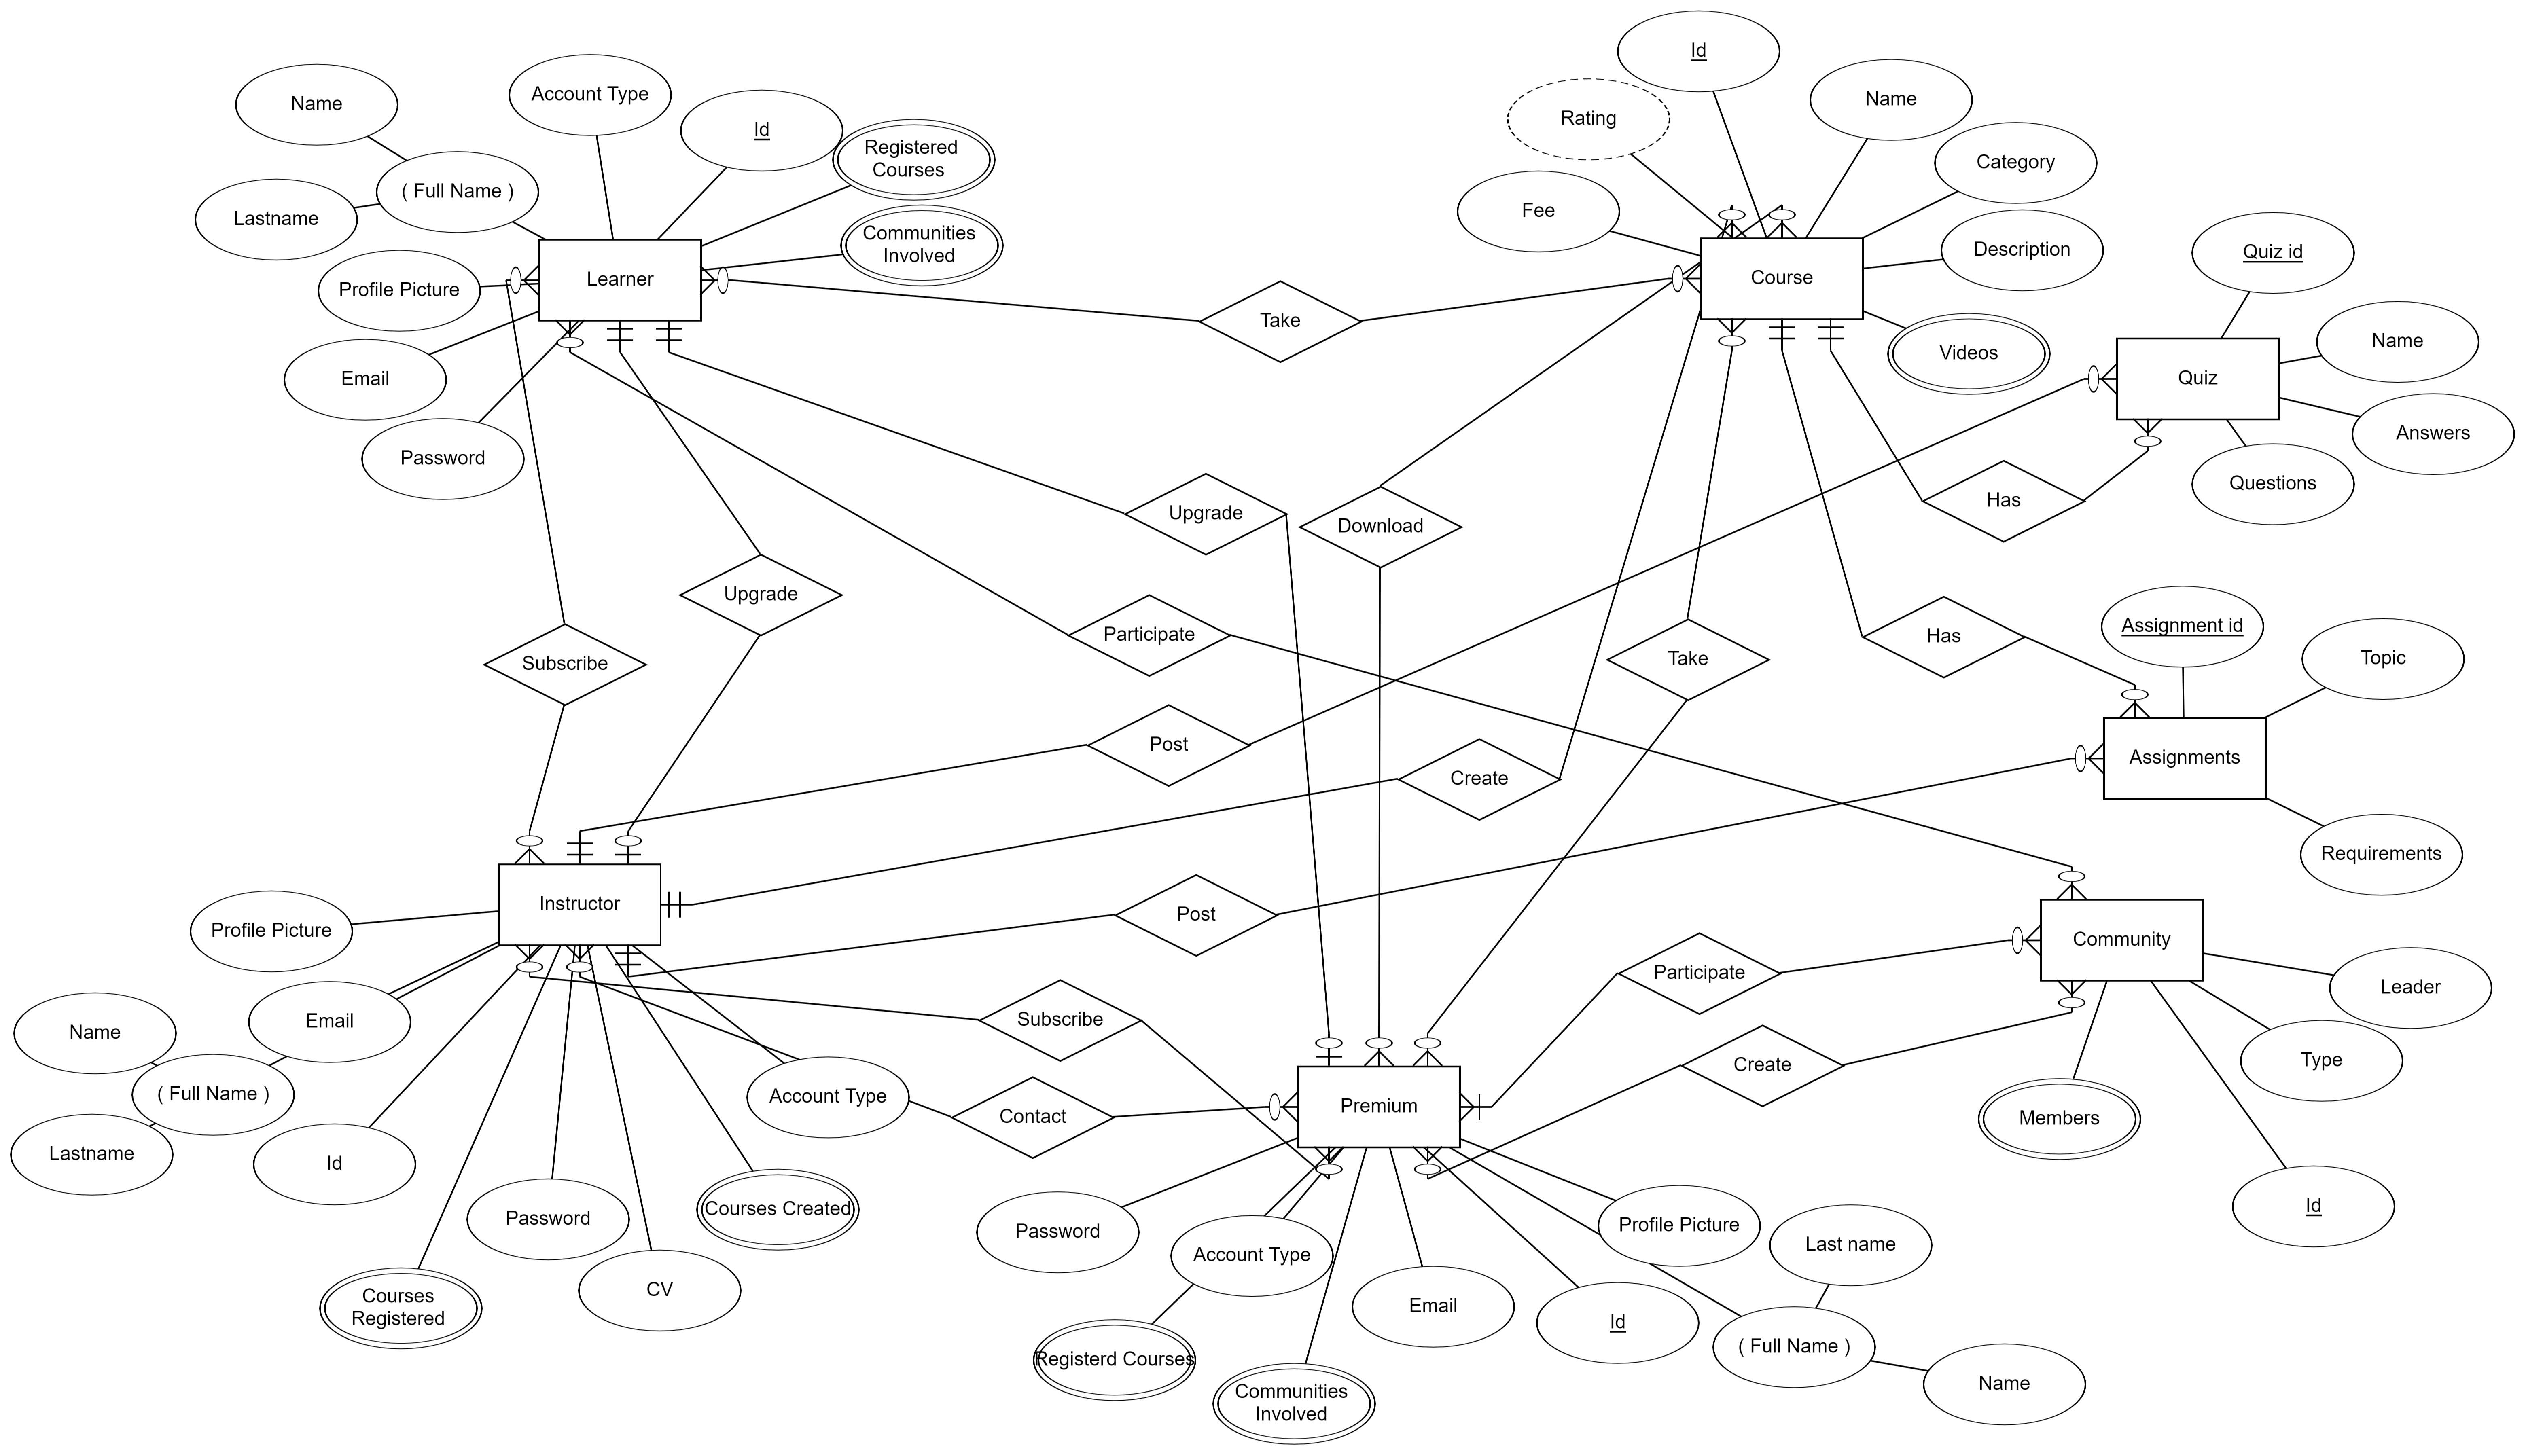 Id
Name
Account Type
Name
Rating
Id
Registered
Courses
Category
( Full Name )
Fee
Lastname
Communities
Involved
Description
Quiz id
Learner
Course
Profile Picture
Take
Name
Videos
Quiz
Email
Answers
Password
Questions
Has
Upgrade
Download
Upgrade
Assignment id
Participate
Has
Subscribe
Take
Topic
Post
Assignments
Create
Requirements
Instructor
Post
Profile Picture
Community
Participate
Leader
Email
Subscribe
Name
Type
Create
( Full Name )
Account Type
Premium
Contact
Members
Lastname
Id
Courses Created
Id
Password
Password
Profile Picture
Last name
Account Type
CV
Courses
Registered
Email
Id
( Full Name )
Registerd Courses
Name
Communities
Involved